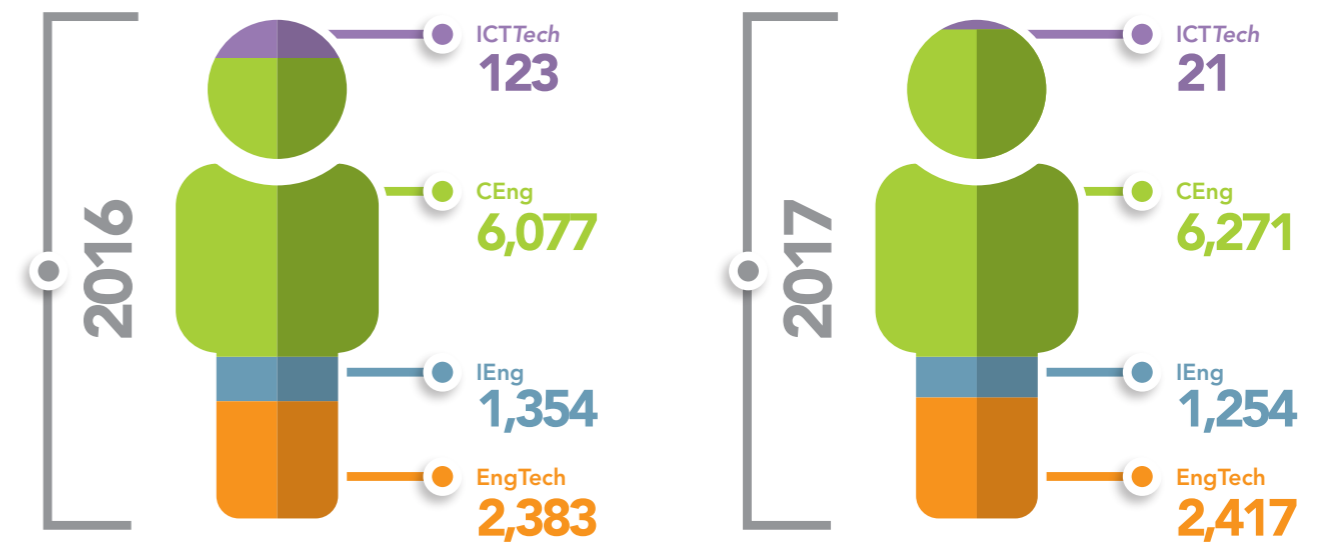 2016
ICTTech
123
CEng
6,077
IEng
1,354
EngTech
2,383
2017
ICTTech
21
CEng
6,271
IEng
1,254
EngTech
2,417